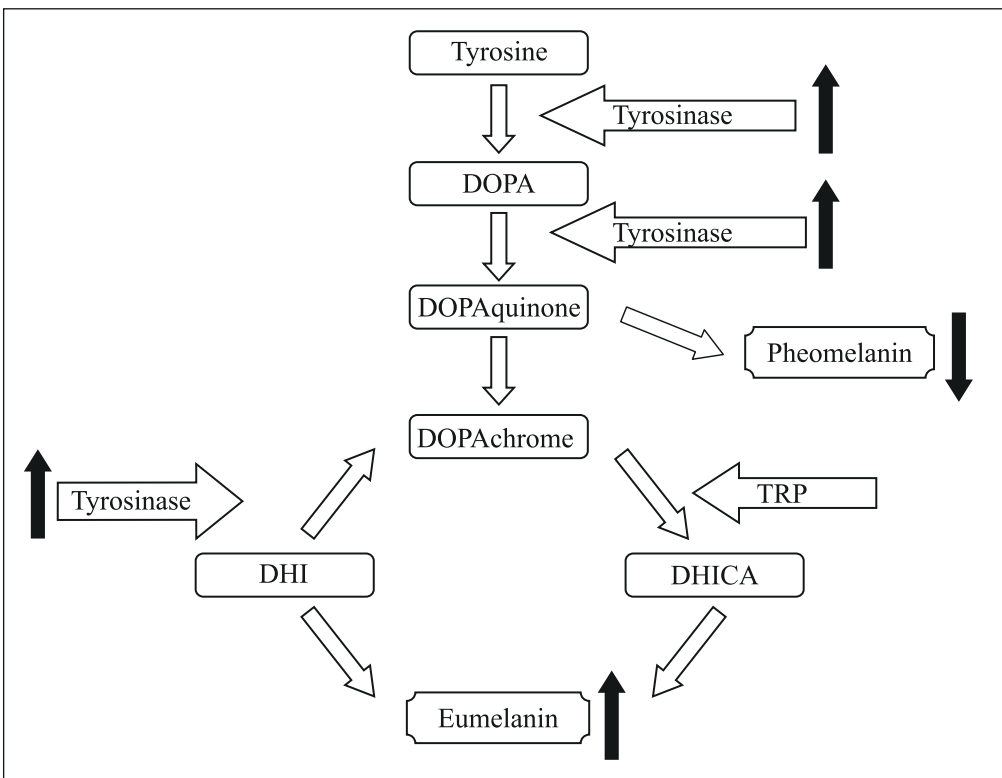 Tyrosine
Tyrosinase
DOPA
Tyrosinase
DOPAquinone
Pheomelanin
DOPAchrome
Tyrosinase
TRP
DHI
DHICA
Eumelanin